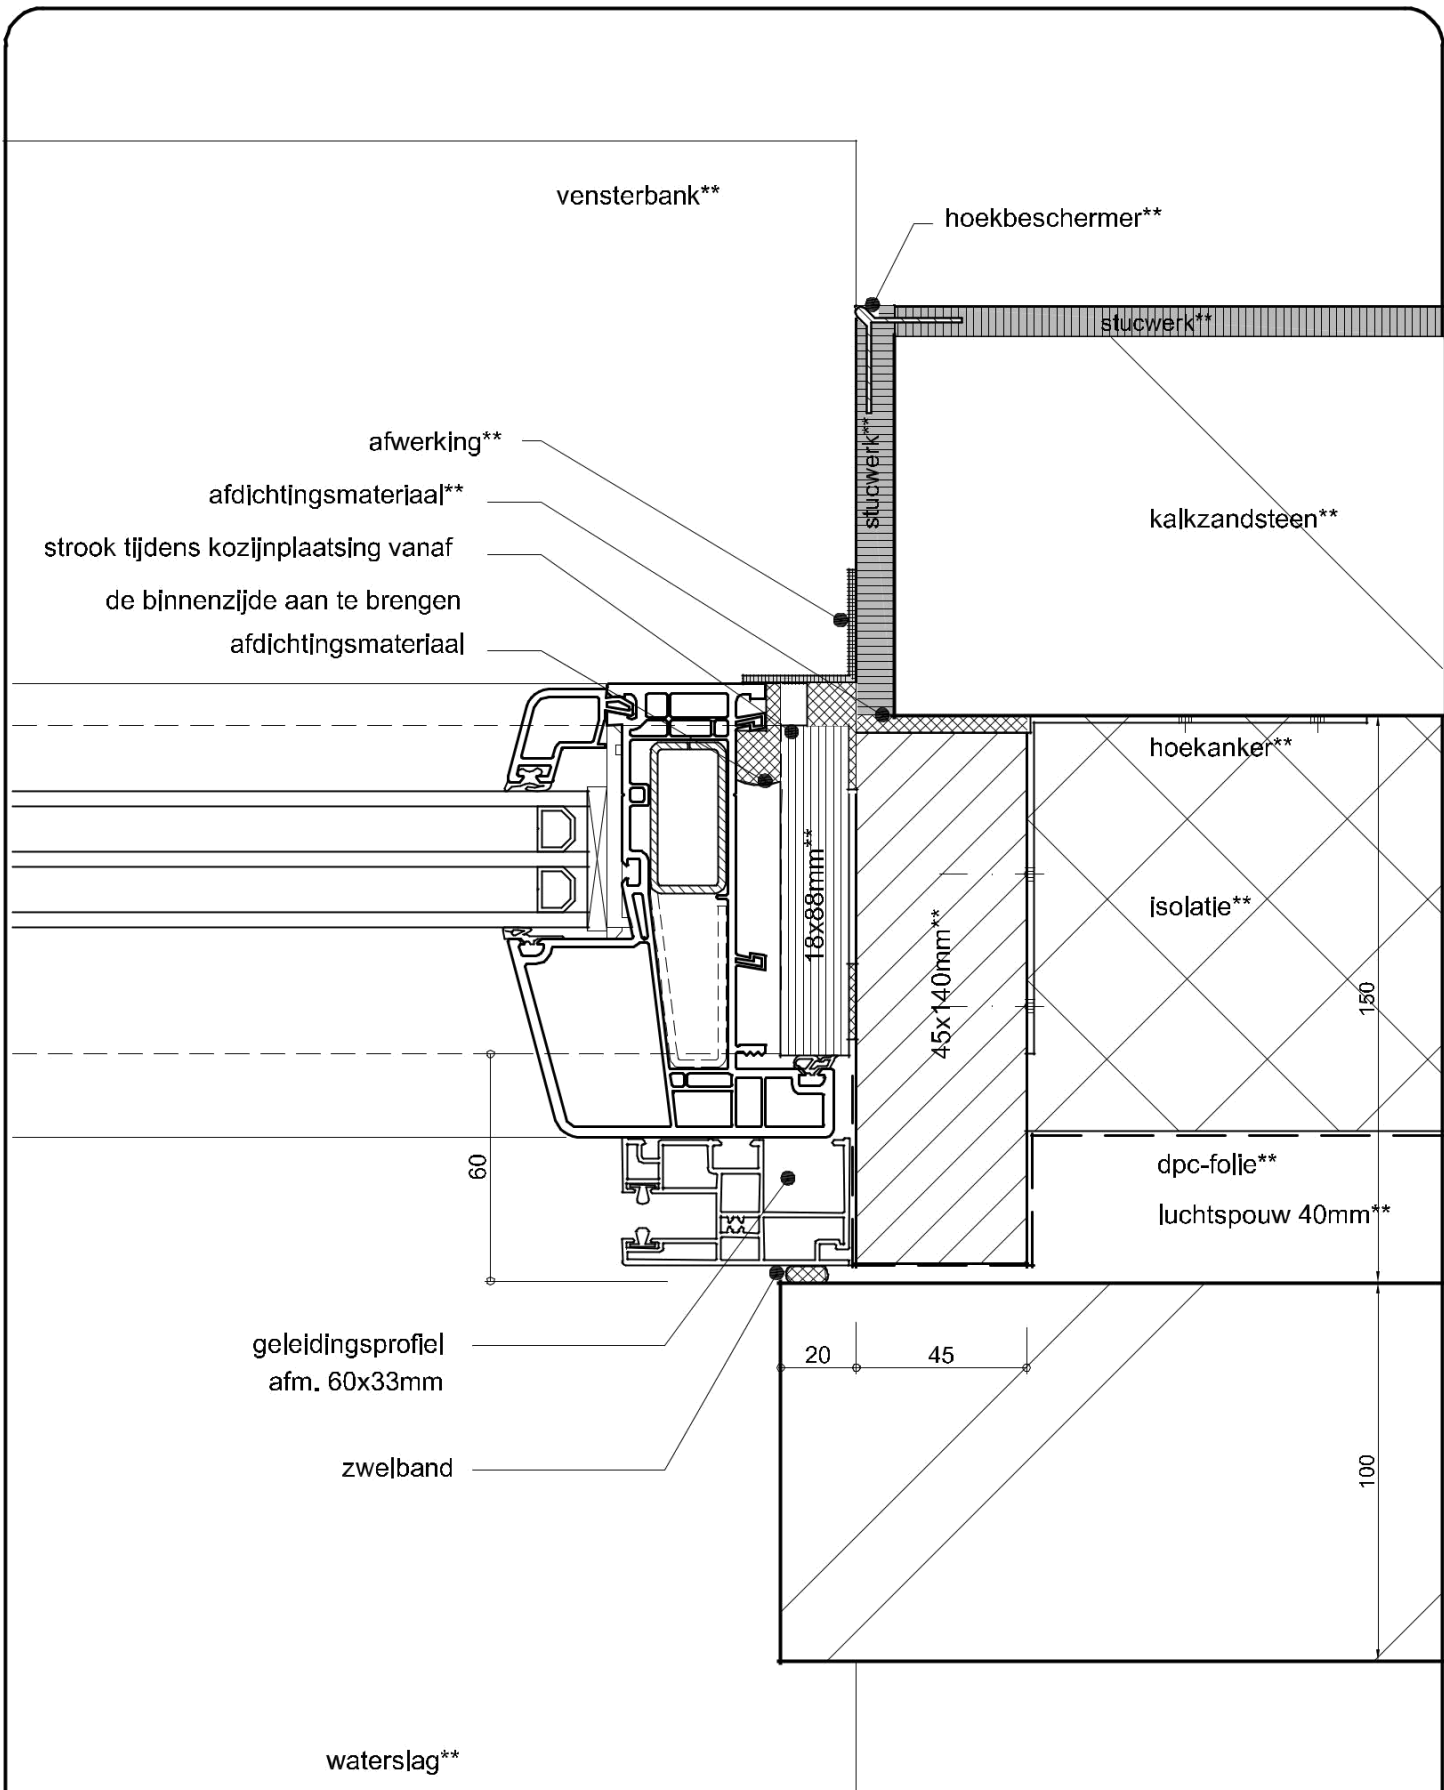 vensterbank**
hoekbeschermer**
stucwerk**
afwerking**
stucwerk**
afdichtingsmateriaal**
kalkzandsteen**
strook tijdens kozijnplaatsing vanaf
de binnenzijde aan te brengen
afdichtingsmateriaal
hoekanker**
18x88mm**
isolatie**
45x140mm**
150
60
dpc-folie**
luchtspouw 40mm**
geleidingsprofiel
afm. 60x33mm
20
45
zwelband
100
waterslag**